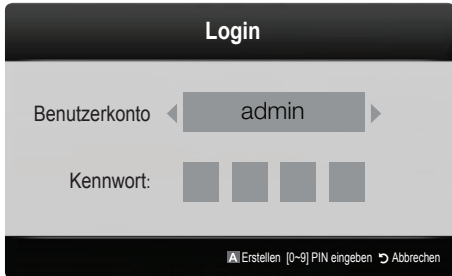 Login
Benutzerkonto admin
Kennwort:
A Erstellen [0~9] PIN eingeben Abbrechen